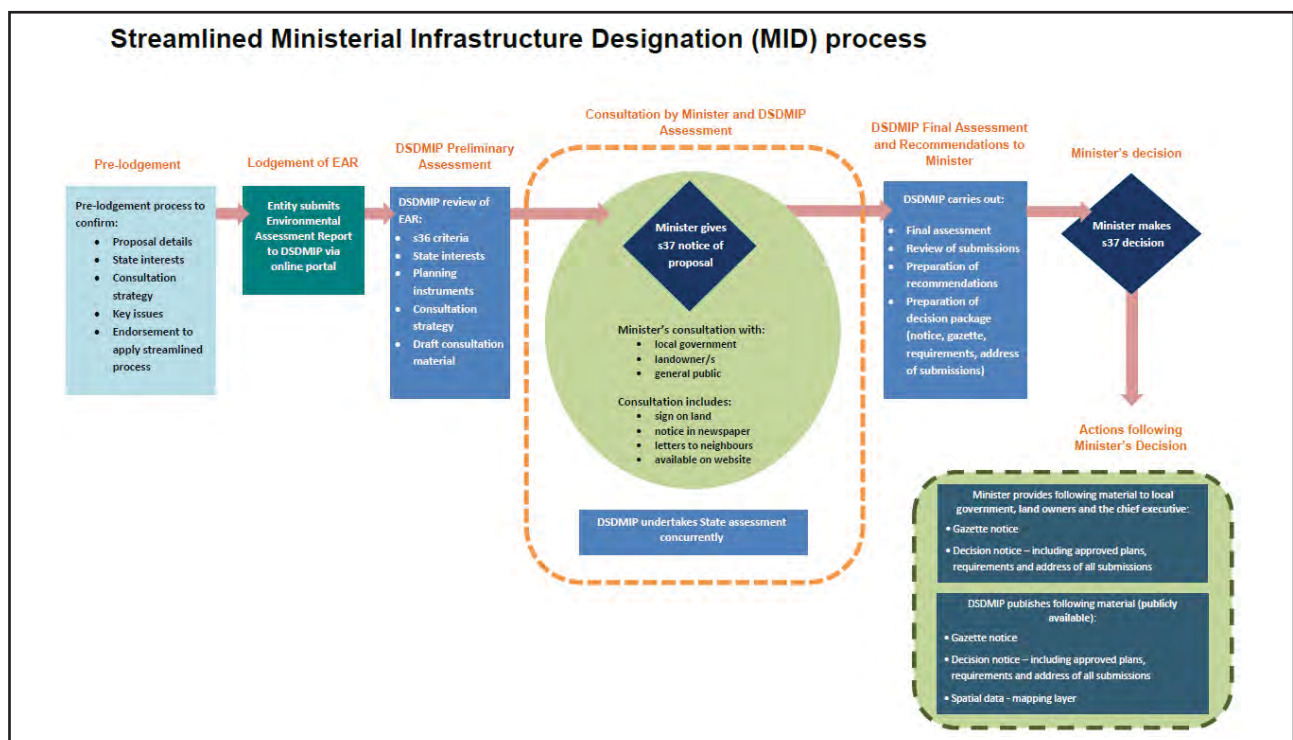 Streamlined Ministerial Infrastructure Designation (MID) process
Pre-lodgement
Pre-lodgement process to
confirm:
• Proposal details
• State interests
• Consultation
strategy
• Key issues
• Endorsement to
apply streamlined
process
Lodgement of EAR
Entity submits
Environmental
Assessment Report
to DSDMIP via
online portal
DSDMIP Preliminary
Assessment
DSDMIP review of
EAR:
• s36 criteria
• State interests
• Planning
instruments
• Consultation
strategy
• Draft consultation
material
Consultation by Minister and DSDMIP
Assessment
Minister gives
s37 notice of
proposal
Minister's consultation with:
• local government
• landowner/s
• general public
Consultation includes:
• sign on land
• notice in newspaper
• letters to neighbours
• available on website
DSDMIP undertakes State assessment
concurrently
DSDMIP Final Assessment
and Recommendations to
Minister
DSDMIP carries out:
• Final assessment
• Review of submissions
• Preparation of
recommendations
• Preparation of
decision package
(notice, gazette,
requirements, address
of submissions)
Minister's decision
Minister makes
s37 decision
Actions following
Minister's Decision
Minister provides following material to local
government, land owners and the chief executive:
• Gazette notice
• Decision notice – including approved plans,
requirements and address of all submissions
DSDMIP publishes following material (publicly
available):
• Gazette notice
• Decision notice – including approved plans,
requirements and address of all submissions
• Spatial data - mapping layer